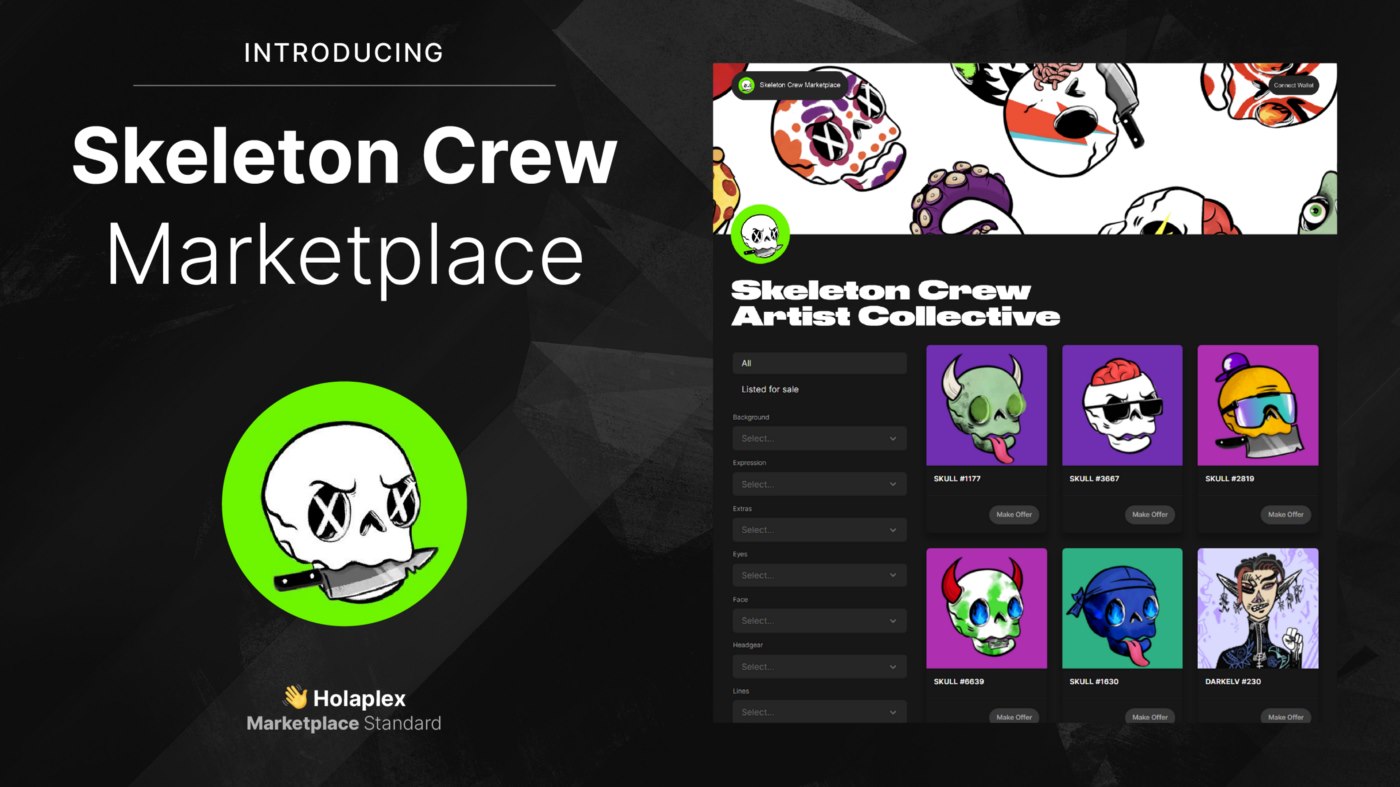 INTRODUCING
Skeleton Crew
Marketplace
👋 Holaplex
Marketplace Standard
Skeleton Crew Marketplace
Connect Wallet
Skeleton Crew
Artist Collective
All
Listed for sale
Background
Select...
Expression
Select...
Extras
Select...
Eyes
Select...
Face
Select...
Headgear
Select...
Lines
Select...
SKULL #1177
SKULL #3667
SKULL #2819
Make Offer
Make Offer
Make Offer
SKULL #6639
SKULL #1630
DARKELV #230
Make Offer
Make Offer
Make Offer